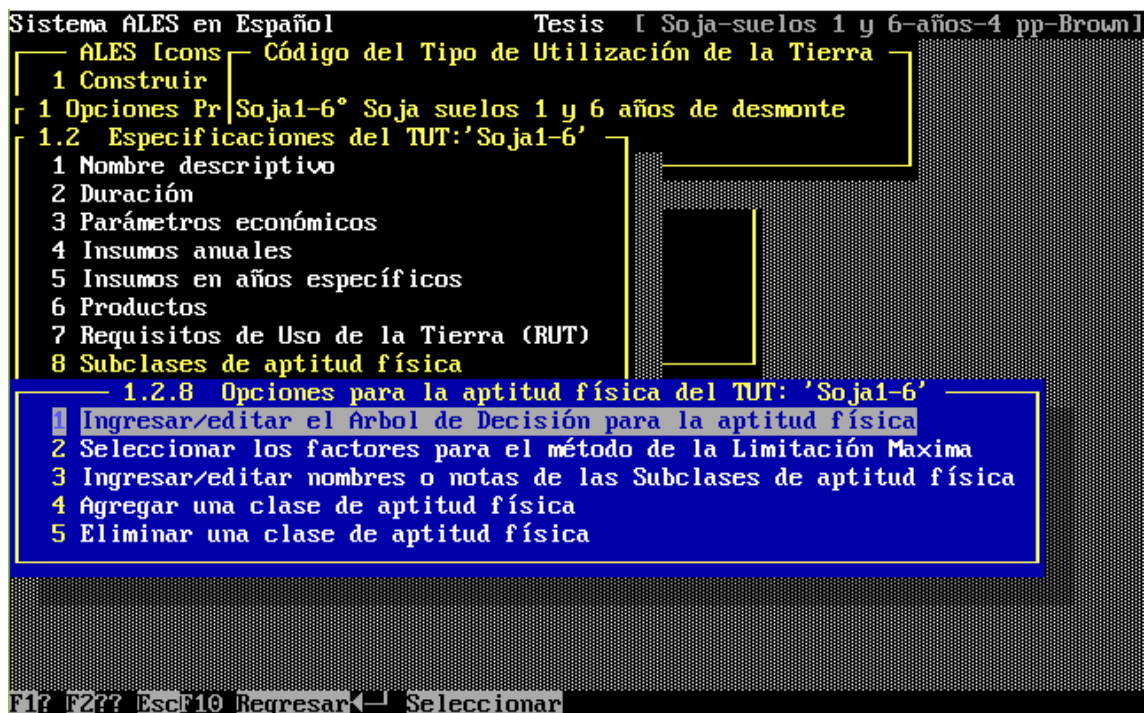 Sistema ALES en Español Tesis [ Soja-suelos 1 y 6-años-4 pp-Brown]
ALES [cons Código del Tipo de Utilización de la Tierra
1 Construir
1 Opciones Pr Soja1-6° Soja suelos 1 y 6 años de desmonte
1.2 Especificaciones del TUT:'Soja1-6'
1 Nombre descriptivo
2 Duración
3 Parámetros económicos
4 Insumos anuales
5 Insumos en años específicos
6 Productos
7 Requisitos de Uso de la Tierra (RUT)
8 Subclases de aptitud física
1.2.8 Opciones para la aptitud física del TUT: 'Soja1-6'
1 Ingresar/editar el Arbol de Decisión para la aptitud física
2 Seleccionar los factores para el método de la Limitación Maxima
3 Ingresar/editar nombres o notas de las Subclases de aptitud física
4 Agregar una clase de aptitud física
5 Eliminar una clase de aptitud física
F1? F2?? EscF10 Regresar◄─┘ Seleccionar